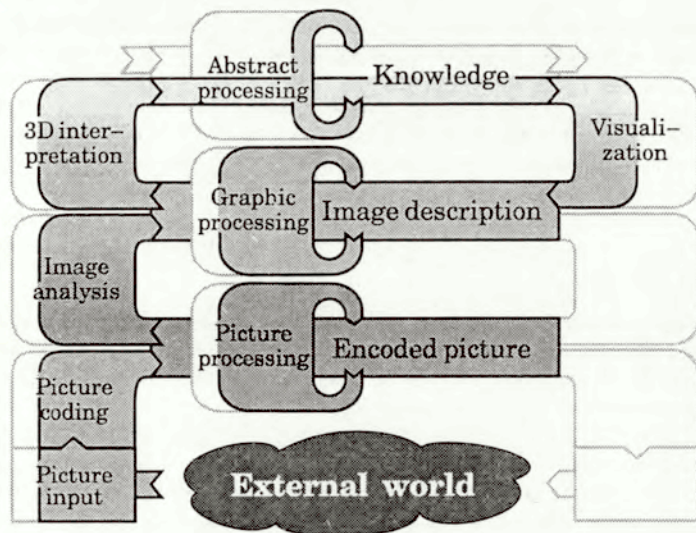 Abstract
processing
Knowledge
3D inter-
pretation
Visuali-
zation
Graphic
processing
Image description
Image
analysis
Picture
processing
Encoded picture
Picture
coding
Picture
input
External world